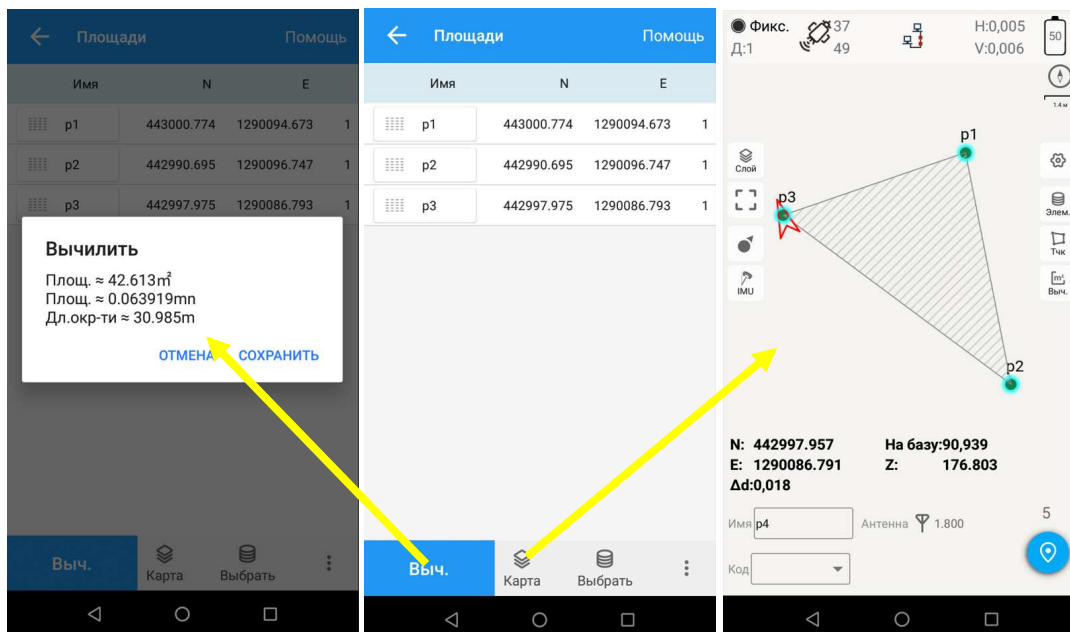 Площади Помощь
Имя N E
p1 443000.774 1290094.673 1
p2 442990.695 1290096.747 1
p3 442997.975 1290086.793 1
Вычилить
Площ. ≈ 42.613㎡
Площ. ≈ 0.063919mn
Дл.окр-ти ≈ 30.985m
ОТМЕНА СОХРАНИТЬ
Выч. Карта Выбрать
Площади Помощь
Имя N E
p1 443000.774 1290094.673 1
p2 442990.695 1290096.747 1
p3 442997.975 1290086.793 1
Выч. Карта Выбрать
Фикс. 37 H:0,005 50
Д:1 49 V:0,006
1.4 м
p1
Слой
p3
Элем.
Тчк
IMU
m²
Выч.
p2
N: 442997.957 На базу:90,939
E: 1290086.791 Z: 176.803
Δd:0,018
5
Имя p4 Антенна 1.800
Код